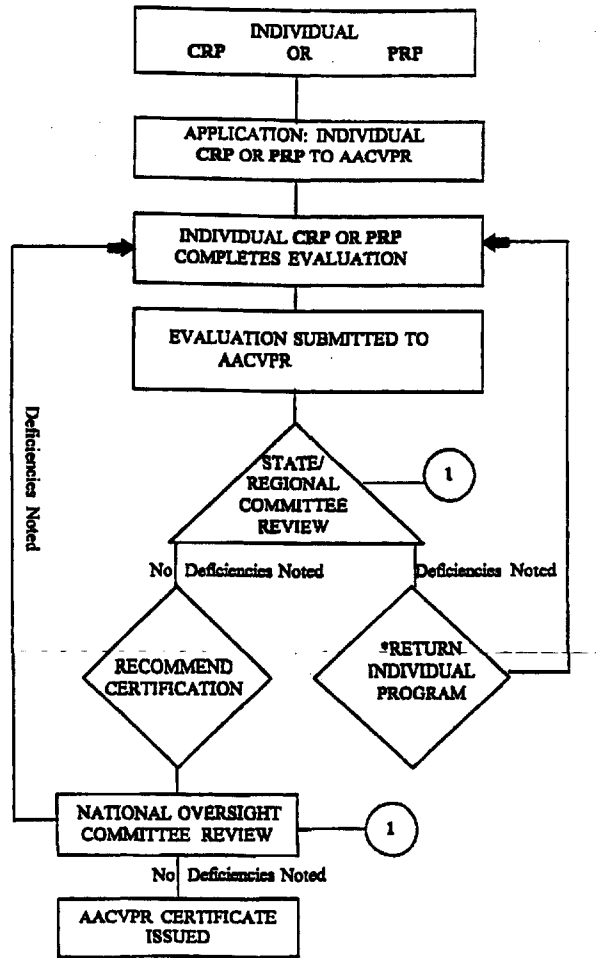 INDIVIDUAL
CRP OR PRP
APPLICATION: INDIVIDUAL
CRP OR PRP TO AACVPR
INDIVIDUAL CRP OR PRP
COMPLETES EVALUATION
EVALUATION SUBMITTED TO
AACVPR
Deficiencies Noted
STATE/
REGIONAL
COMMITTEE
REVIEW
1
No Deficiencies Noted
Deficiencies Noted
RECOMMEND
CERTIFICATION
*RETURN
INDIVIDUAL
PROGRAM
NATIONAL OVERSIGHT
COMMITTEE REVIEW
1
No Deficiencies Noted
AACVPR CERTIFICATE
ISSUED